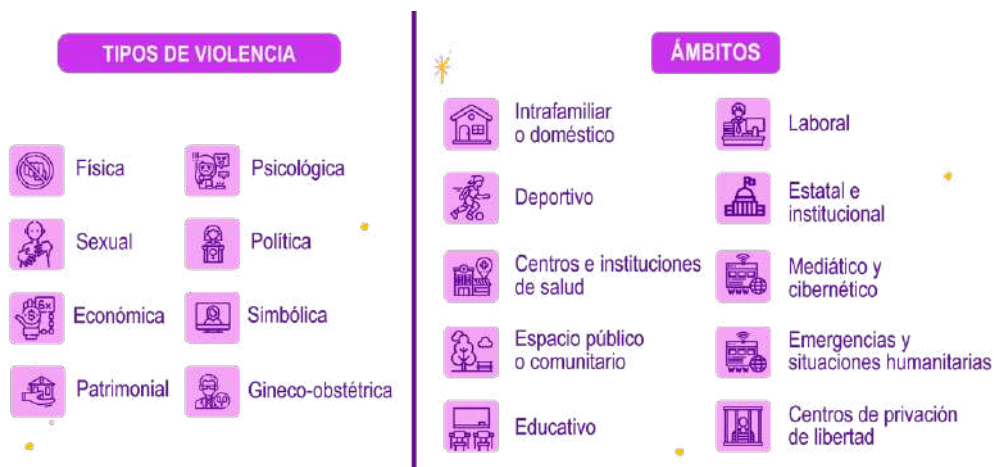 TIPOS DE VIOLENCIA
Física
Psicológica
Sexual
Política
Económica
Simbólica
Patrimonial
Gineco-obstétrica
ÁMBITOS
Intrafamiliar
o doméstico
Laboral
Deportivo
Estatal e
institucional
Centros e instituciones
de salud
Mediático y
cibernético
Espacio público
o comunitario
Emergencias y
situaciones humanitarias
Educativo
Centros de privación
de libertad